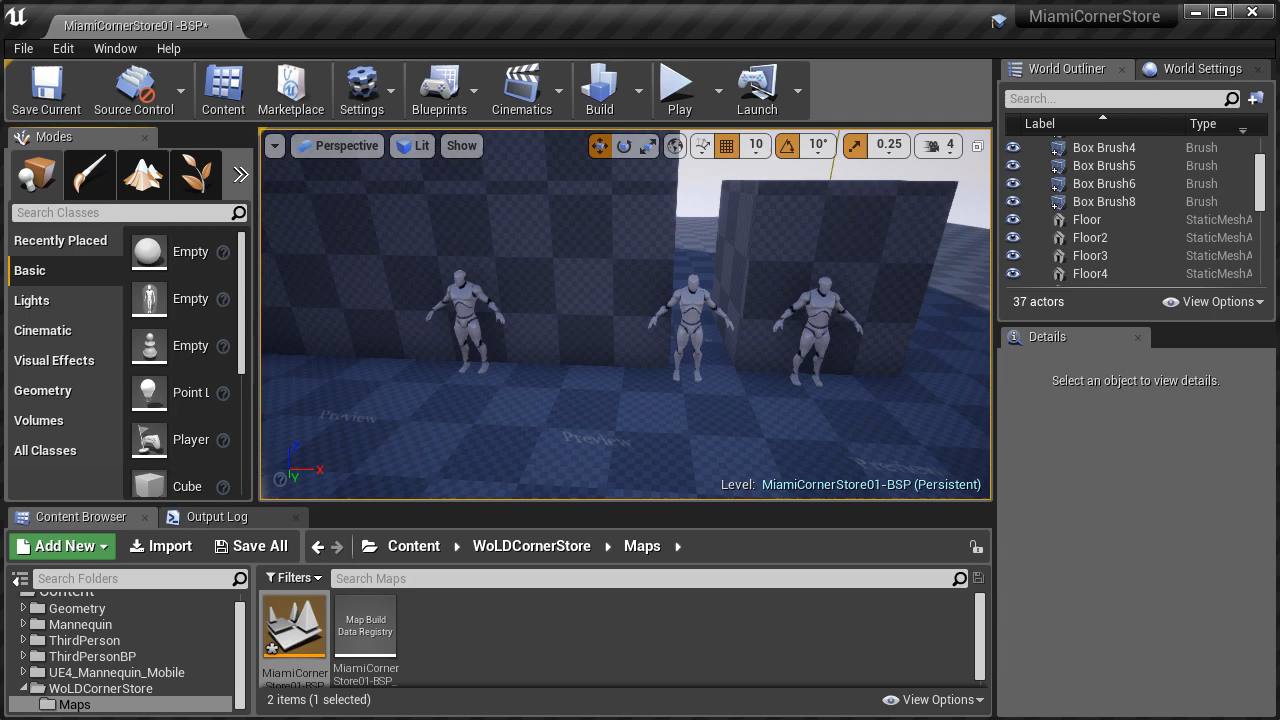 MiamiCornerStore01-BSP*
MiamiCornerStore
File Edit Window Help
Save Current Source Control Content Marketplace Settings Blueprints Cinematics Build Play Launch
World Outliner World Settings
Search...
Label Type
Box Brush4 Brush
Box Brush5 Brush
Box Brush6 Brush
Box Brush8 Brush
Floor StaticMeshA
Floor2 StaticMeshA
Floor3 StaticMeshA
Floor4 StaticMeshA
37 actors View Options
Details
Select an object to view details.
Modes
Search Classes
Recently Placed
Basic
Lights
Cinematic
Visual Effects
Geometry
Volumes
All Classes
Empty
Empty
Empty
Point L
Player
Cube
Perspective Lit Show 10 10° 0.25 4
Preview
Preview
Preview
Z
X
Y
Level: MiamiCornerStore01-BSP (Persistent)
Content Browser Output Log
Add New Import Save All Content WoLDCornerStore Maps
Search Folders
Content
Geometry
Mannequin
ThirdPerson
ThirdPersonBP
UE4_Mannequin_Mobile
WoLDCornerStore
Maps
Filters Search Maps
Map Build
Data Registry
MiamiCorner
Store01-BSP
MiamiCorner
Store01-BSP_
2 items (1 selected) View Options